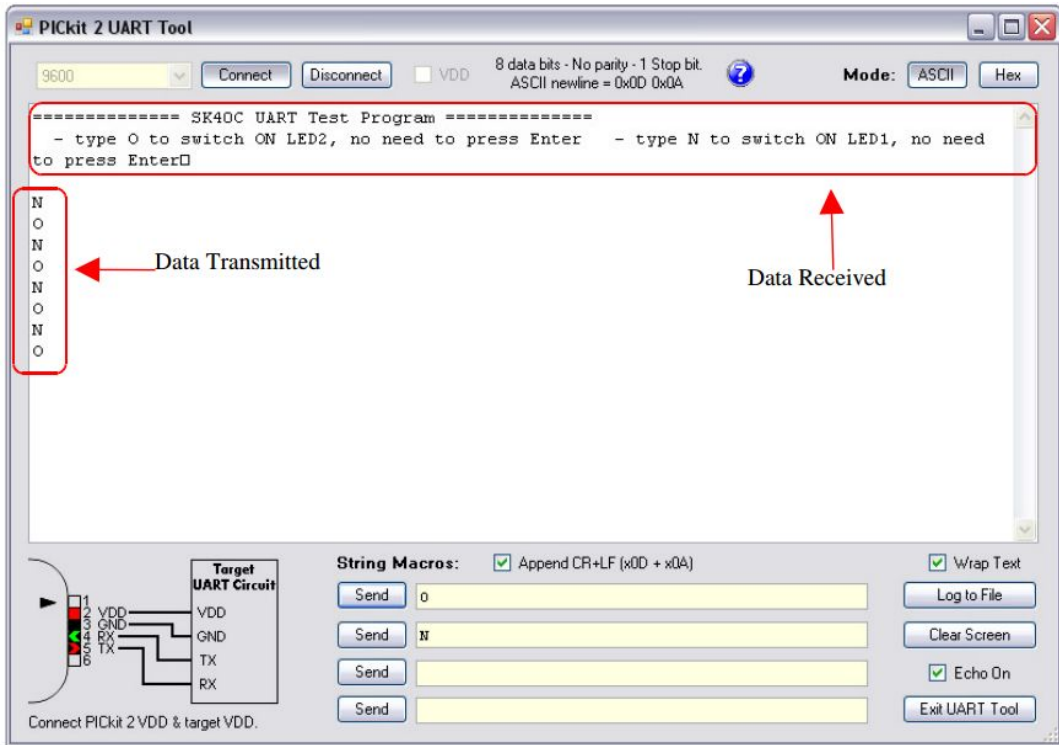 PICkit 2 UART Tool
9600 Connect Disconnect VDD 8 data bits - No parity - 1 Stop bit. Mode: ASCII Hex
ASCII newline = 0x0D 0x0A
============== SK40C UART Test Program ==============
- type O to switch ON LED2, no need to press Enter - type N to switch ON LED1, no need
to press Enter
N
O
N
O
N
O
N
O
Data Transmitted
Data Received
String Macros: Append CR+LF (x0D + x0A) Wrap Text
Send O Log to File
Send N Clear Screen
Send Echo On
Send Exit UART Tool
Target
UART Circuit
1
2 VDD VDD
3 GND GND
4 RX TX
5 TX RX
6
Connect PICkit 2 VDD & target VDD.